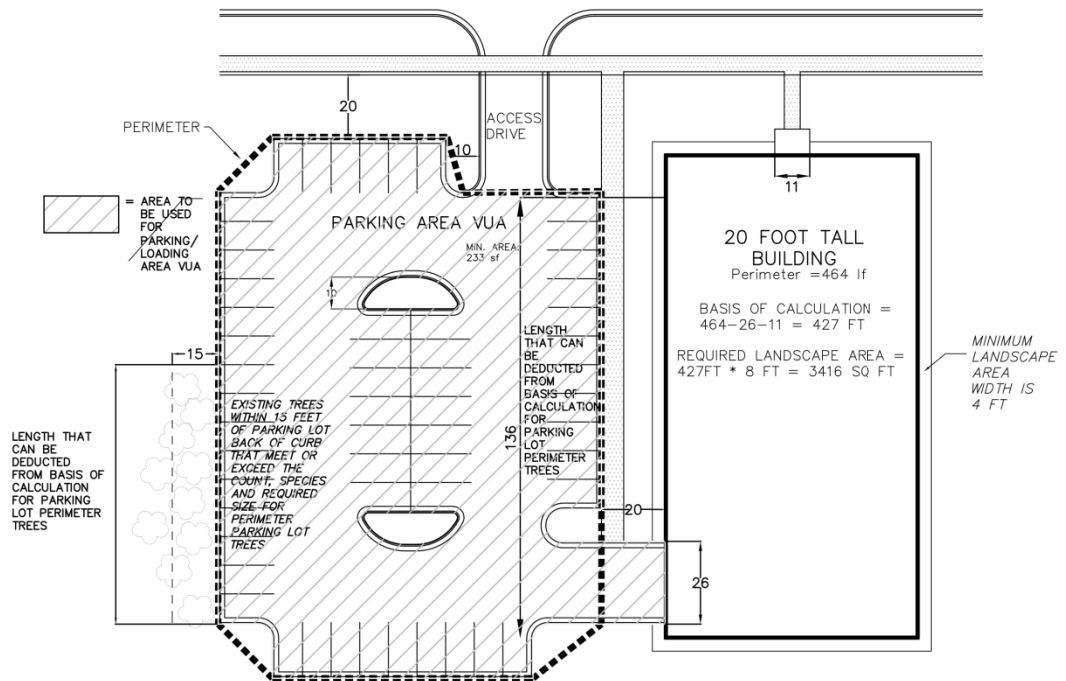 PERIMETER
20
ACCESS
DRIVE
10
11
= AREA TO
BE USED
FOR
PARKING/
LOADING
AREA VUA
PARKING AREA VUA
MIN. AREA
233 sf
10
20 FOOT TALL
BUILDING
Perimeter =464 lf
BASIS OF CALCULATION =
464-26-11 = 427 FT
REQUIRED LANDSCAPE AREA =
427FT * 8 FT = 3416 SQ FT
MINIMUM
LANDSCAPE
AREA
WIDTH IS
4 FT
LENGTH
THAT CAN
BE
DEDUCTED
FROM
BASIS OF
CALCULATION
FOR
PARKING
LOT
PERIMETER
TREES
136
15
EXISTING TREES
WITHIN 15 FEET
OF PARKING LOT
BACK OF CURB
THAT MEET OR
EXCEED THE
COUNT, SPECIES
AND REQUIRED
SIZE FOR
PERIMETER
PARKING LOT
TREES
LENGTH THAT
CAN BE
DEDUCTED
FROM BASIS OF
CALCULATION
FOR PARKING
LOT PERIMETER
TREES
20
26